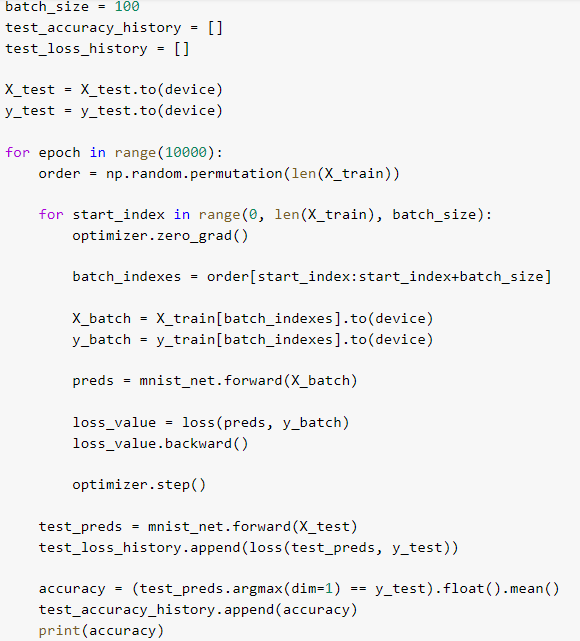 batch_size = 100
test_accuracy_history = []
test_loss_history = []

X_test = X_test.to(device)
y_test = y_test.to(device)

for epoch in range(10000):
    order = np.random.permutation(len(X_train))

    for start_index in range(0, len(X_train), batch_size):
        optimizer.zero_grad()

        batch_indexes = order[start_index:start_index+batch_size]

        X_batch = X_train[batch_indexes].to(device)
        y_batch = y_train[batch_indexes].to(device)

        preds = mnist_net.forward(X_batch)

        loss_value = loss(preds, y_batch)
        loss_value.backward()

        optimizer.step()

    test_preds = mnist_net.forward(X_test)
    test_loss_history.append(loss(test_preds, y_test))

    accuracy = (test_preds.argmax(dim=1) == y_test).float().mean()
    test_accuracy_history.append(accuracy)
    print(accuracy)